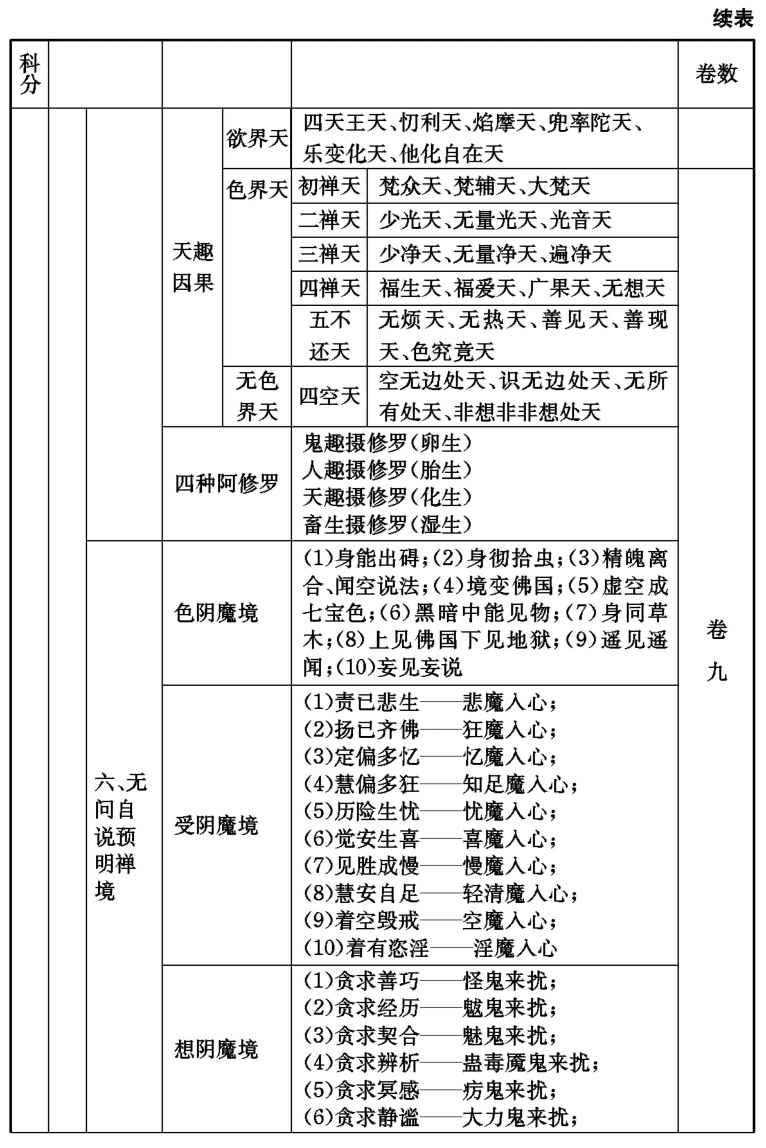 续表
科
分
卷数
天趣
因果
欲界天
四天王天、忉利天、焰摩天、兜率陀天、
乐变化天、他化自在天
色界天
初禅天
梵众天、梵辅天、大梵天
二禅天
少光天、无量光天、光音天
三禅天
少净天、无量净天、遍净天
四禅天
福生天、福爱天、广果天、无想天
五不
还天
无烦天、无热天、善见天、善现
天、色究竟天
无色
界天
四空天
空无边处天、识无边处天、无所
有处天、非想非非想处天
四种阿修罗
鬼趣摄修罗(卵生)
人趣摄修罗(胎生)
天趣摄修罗(化生)
畜生摄修罗(湿生)
六、无
问自
说预
明禅
境
色阴魔境
(1)身能出碍;(2)身彻拾虫;(3)精魄离
合、闻空说法;(4)境变佛国;(5)虚空成
七宝色;(6)黑暗中能见物;(7)身同草
木;(8)上见佛国下见地狱;(9)遥见遥
闻;(10)妄见妄说
受阴魔境
(1)责已悲生——悲魔入心;
(2)扬已齐佛——狂魔入心;
(3)定偏多忆——忆魔入心;
(4)慧偏多狂——知足魔入心;
(5)历险生忧——忧魔入心;
(6)觉安生喜——喜魔入心;
(7)见胜成慢——慢魔入心;
(8)慧安自足——轻清魔入心;
(9)着空毁戒——空魔入心;
(10)着有恣淫——淫魔入心
想阴魔境
(1)贪求善巧——怪鬼来扰;
(2)贪求经历——魃鬼来扰;
(3)贪求契合——魅鬼来扰;
(4)贪求辨析——蛊毒魇鬼来扰;
(5)贪求冥感——疠鬼来扰;
(6)贪求静谧——大力鬼来扰;
卷
九